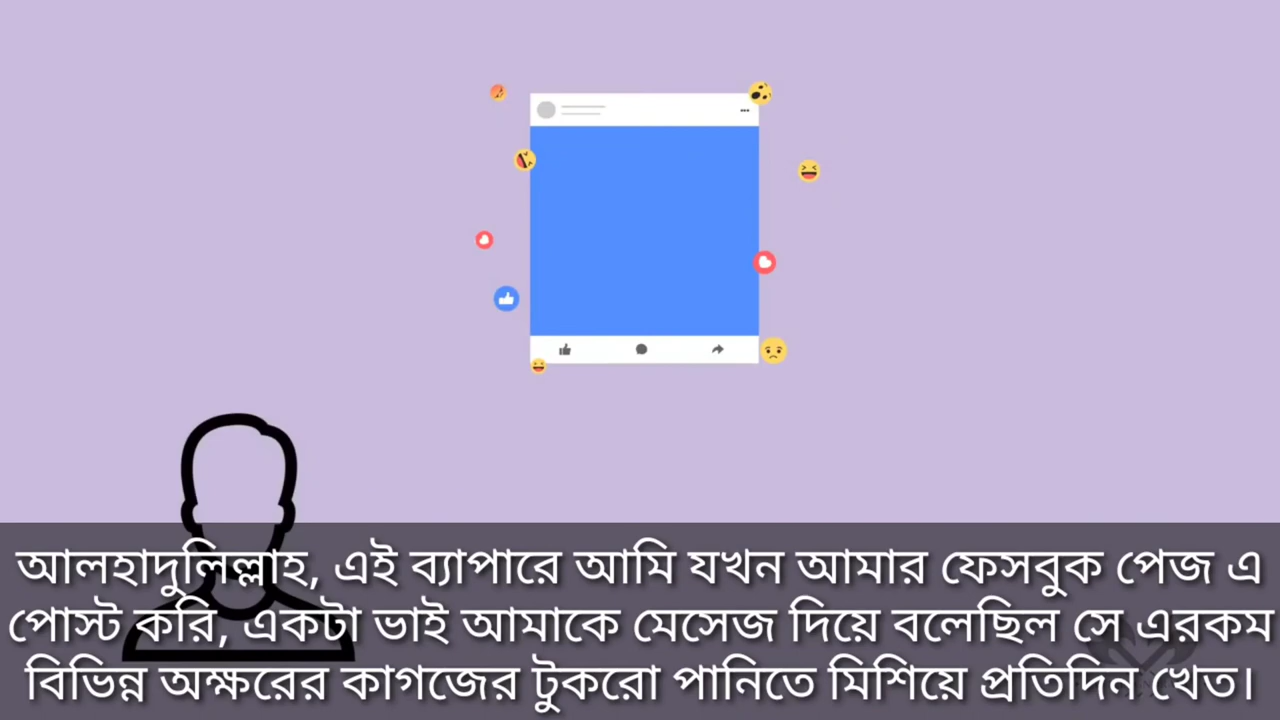 আলহাদুলিল্লাহ, এই ব্যাপারে আমি যখন আমার ফেসবুক পেজ এ
পোস্ট করি, একটা ভাই আমাকে মেসেজ দিয়ে বলেছিল সে এরকম
বিভিন্ন অক্ষরের কাগজের টুকরো পানিতে মিশিয়ে প্রতিদিন খেত।